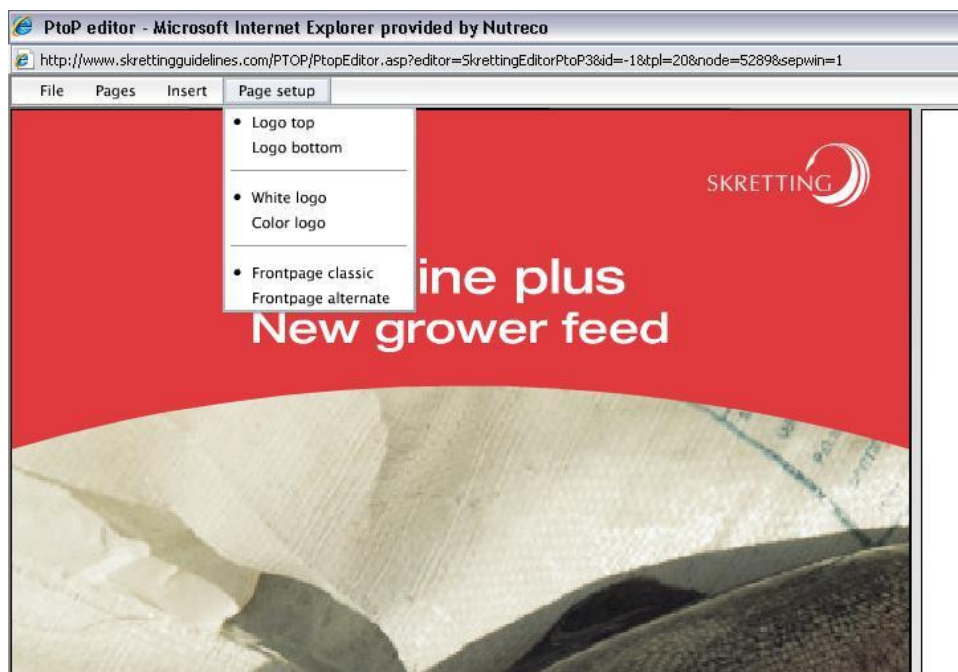 PtoP editor - Microsoft Internet Explorer provided by Nutreco
http://www.skrettingguidelines.com/PTOP/PtopEditor.asp?editor=SkrettingEditorPtoP3&id=-1&tpl=20&node=5289&sepwin=1
File Pages Insert Page setup
• Logo top
Logo bottom
• White logo
Color logo
• Frontpage classic
Frontpage alternate
SKRETTING
ine plus
New grower feed